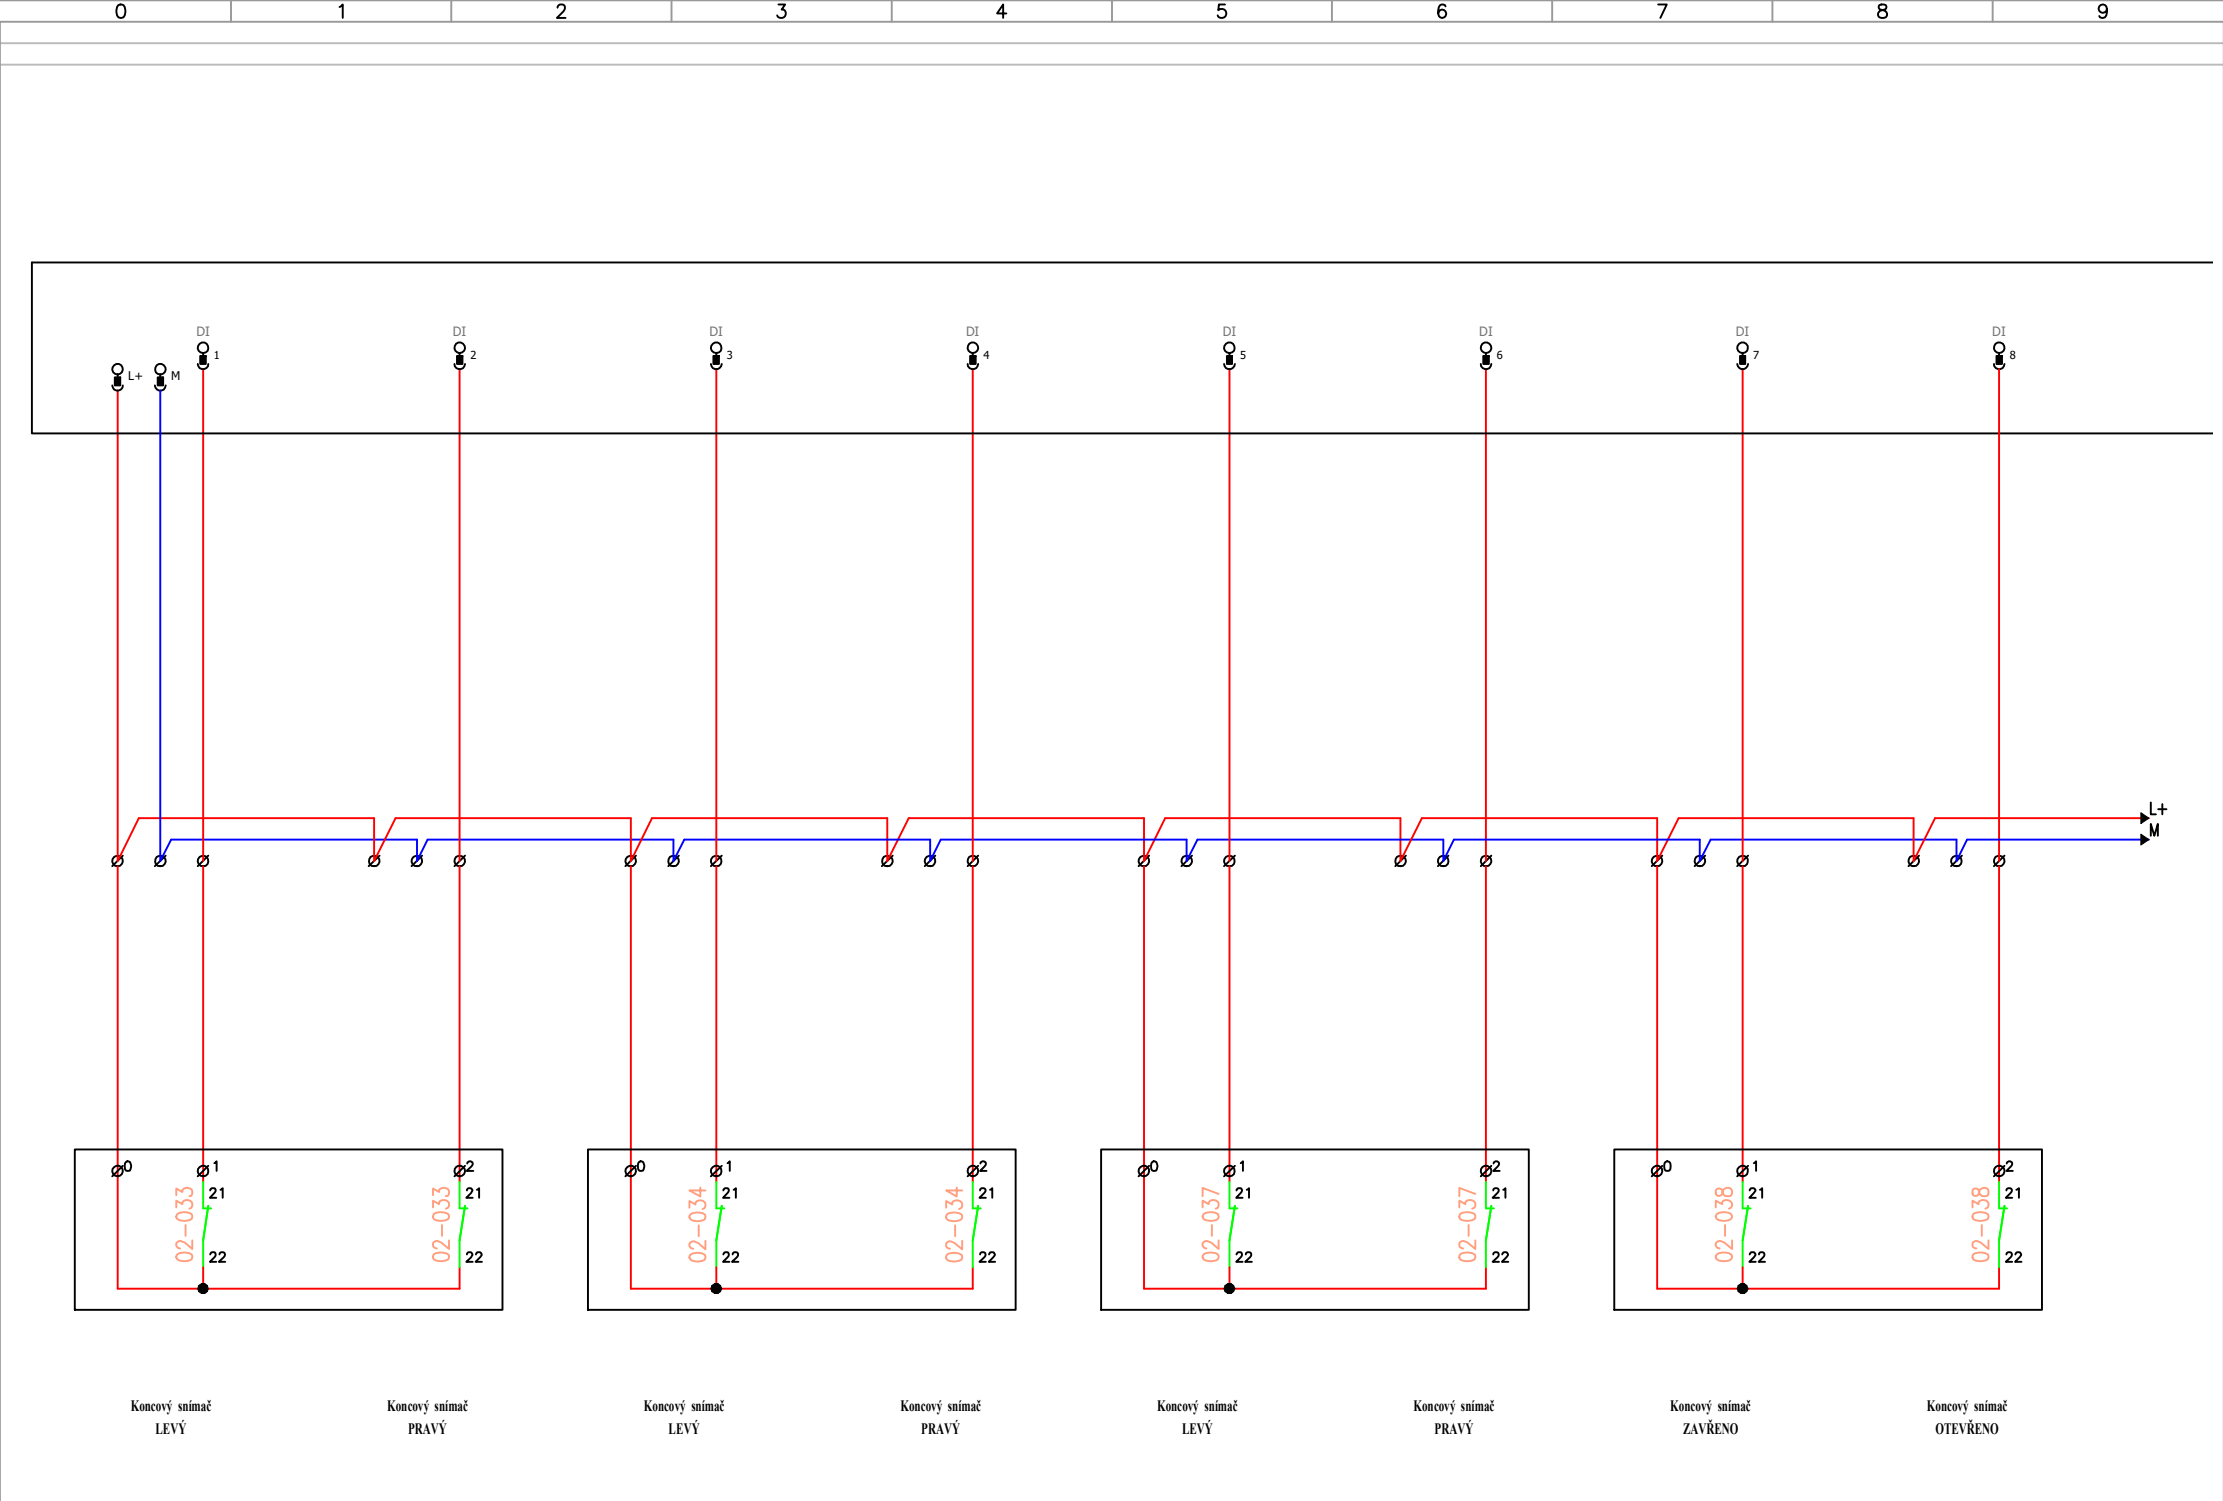 0 1 2 3 4 5 6 7 8 9
DI DI DI DI DI DI DI DI
L+ M 1 2 3 4 5 6 7 8
L+
M
0 1 2 0 1 2 0 1 2 0 1 2
21 21 21 21 21 21 21 21
02-033 02-033 02-034 02-034 02-037 02-037 02-038 02-038
22 22 22 22 22 22 22 22
Koncový snímač Koncový snímač Koncový snímač Koncový snímač Koncový snímač Koncový snímač Koncový snímač Koncový snímač
LEVÝ PRAVÝ LEVÝ PRAVÝ LEVÝ PRAVÝ ZAVŘENO OTEVŘENO